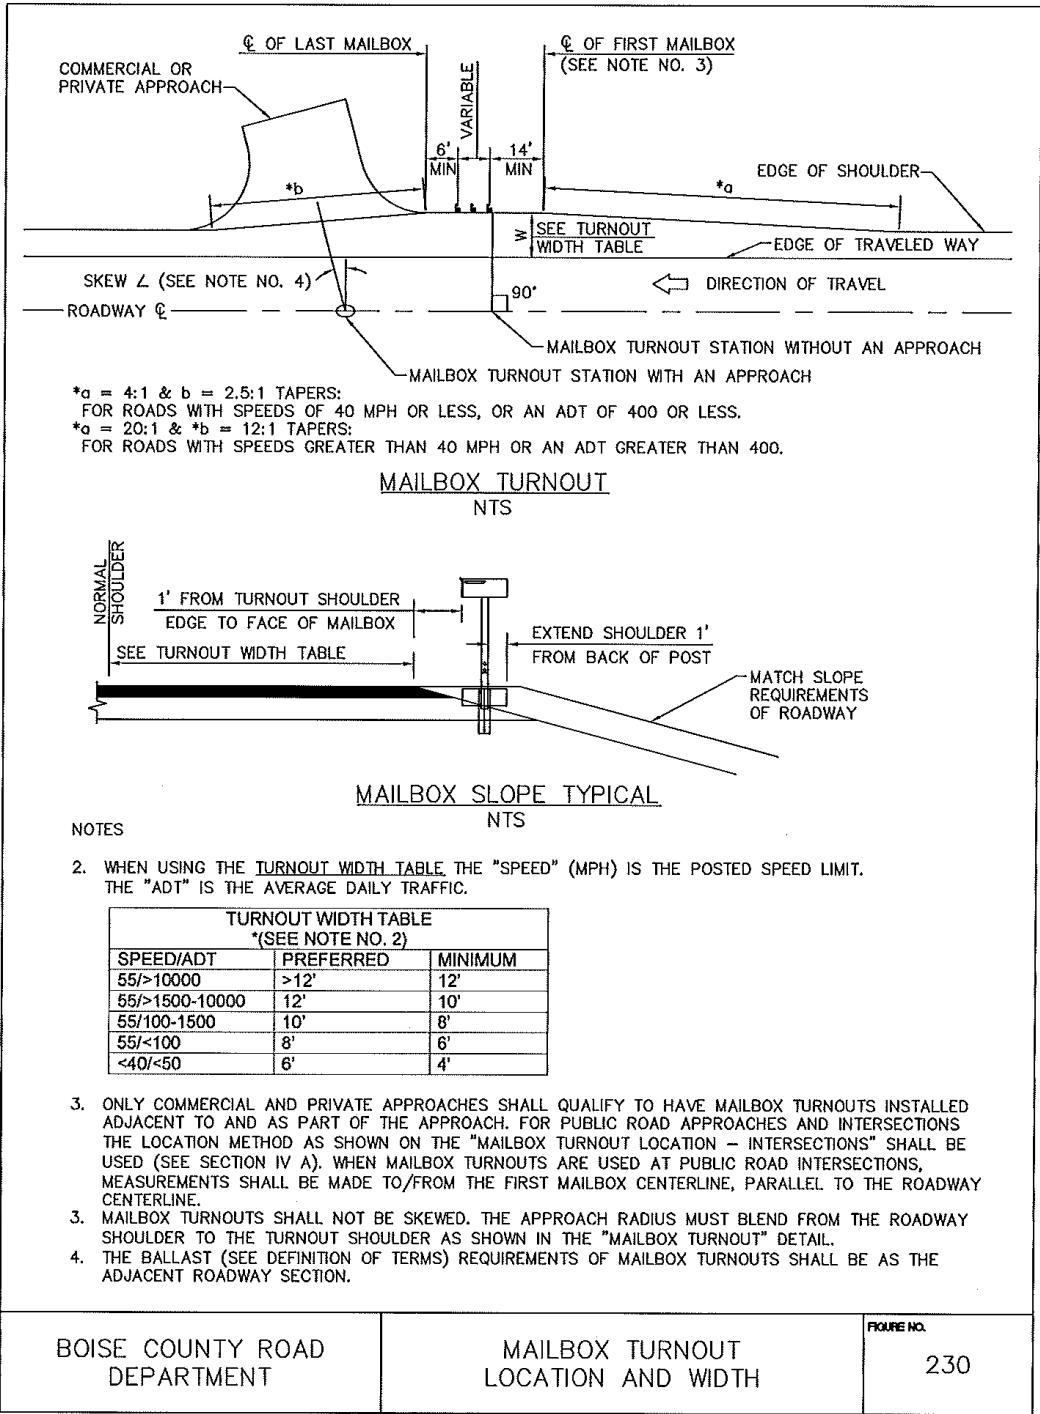 ℄ OF LAST MAILBOX
℄ OF FIRST MAILBOX
(SEE NOTE NO. 3)
COMMERCIAL OR
PRIVATE APPROACH
VARIABLE
6'
MIN
14'
MIN
*b
*a
EDGE OF SHOULDER
W
SEE TURNOUT
WIDTH TABLE
EDGE OF TRAVELED WAY
SKEW ∠ (SEE NOTE NO. 4)
DIRECTION OF TRAVEL
90°
ROADWAY ℄
MAILBOX TURNOUT STATION WITHOUT AN APPROACH
MAILBOX TURNOUT STATION WITH AN APPROACH
*a = 4:1 & b = 2.5:1 TAPERS:
FOR ROADS WITH SPEEDS OF 40 MPH OR LESS, OR AN ADT OF 400 OR LESS.
*a = 20:1 & *b = 12:1 TAPERS:
FOR ROADS WITH SPEEDS GREATER THAN 40 MPH OR AN ADT GREATER THAN 400.
MAILBOX TURNOUT
NTS
NORMAL
SHOULDER
1' FROM TURNOUT SHOULDER
EDGE TO FACE OF MAILBOX
SEE TURNOUT WIDTH TABLE
EXTEND SHOULDER 1'
FROM BACK OF POST
MATCH SLOPE
REQUIREMENTS
OF ROADWAY
MAILBOX SLOPE TYPICAL
NTS
NOTES
2. WHEN USING THE TURNOUT WIDTH TABLE THE "SPEED" (MPH) IS THE POSTED SPEED LIMIT.
THE "ADT" IS THE AVERAGE DAILY TRAFFIC.
TURNOUT WIDTH TABLE
*(SEE NOTE NO. 2)
SPEED/ADT PREFERRED MINIMUM
55/>10000 >12' 12'
55/>1500-10000 12' 10'
55/100-1500 10' 8'
55/<100 8' 6'
<40/<50 6' 4'
3. ONLY COMMERCIAL AND PRIVATE APPROACHES SHALL QUALIFY TO HAVE MAILBOX TURNOUTS INSTALLED
ADJACENT TO AND AS PART OF THE APPROACH. FOR PUBLIC ROAD APPROACHES AND INTERSECTIONS
THE LOCATION METHOD AS SHOWN ON THE "MAILBOX TURNOUT LOCATION – INTERSECTIONS" SHALL BE
USED (SEE SECTION IV A). WHEN MAILBOX TURNOUTS ARE USED AT PUBLIC ROAD INTERSECTIONS,
MEASUREMENTS SHALL BE MADE TO/FROM THE FIRST MAILBOX CENTERLINE, PARALLEL TO THE ROADWAY
CENTERLINE.
3. MAILBOX TURNOUTS SHALL NOT BE SKEWED. THE APPROACH RADIUS MUST BLEND FROM THE ROADWAY
SHOULDER TO THE TURNOUT SHOULDER AS SHOWN IN THE "MAILBOX TURNOUT" DETAIL.
4. THE BALLAST (SEE DEFINITION OF TERMS) REQUIREMENTS OF MAILBOX TURNOUTS SHALL BE AS THE
ADJACENT ROADWAY SECTION.
BOISE COUNTY ROAD
DEPARTMENT
MAILBOX TURNOUT
LOCATION AND WIDTH
FIGURE NO.
230